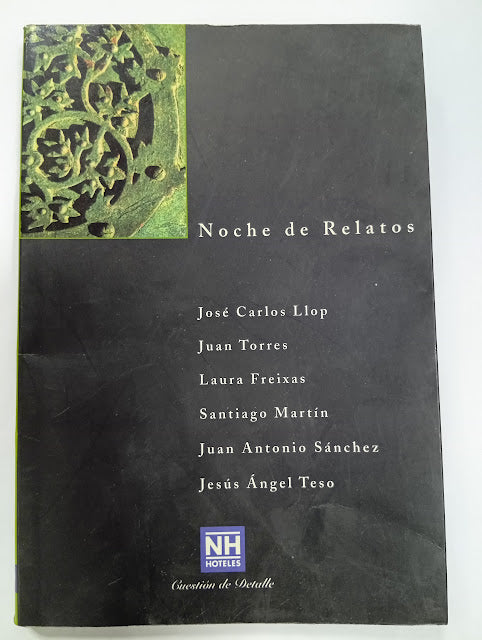 Noche de Relatos
José Carlos Llop
Juan Torres
Laura Freixas
Santiago Martín
Juan Antonio Sánchez
Jesús Ángel Teso
NH
HOTELES
Cuestión de Detalle